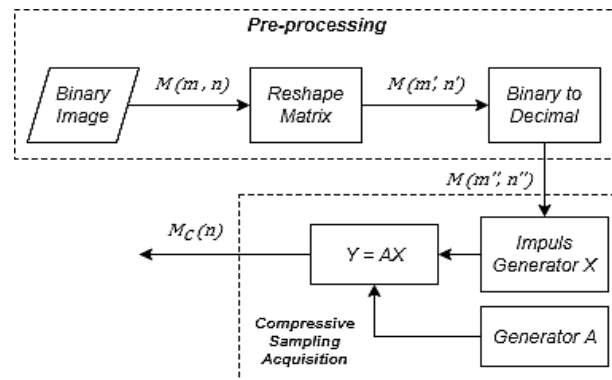 Pre-processing
Binary
Image
M(m, n)
Reshape
Matrix
M(m', n')
Binary to
Decimal
M(m'', n'')
M_C(n)
Y = AX
Impuls
Generator X
Compressive
Sampling
Acquisition
Generator A